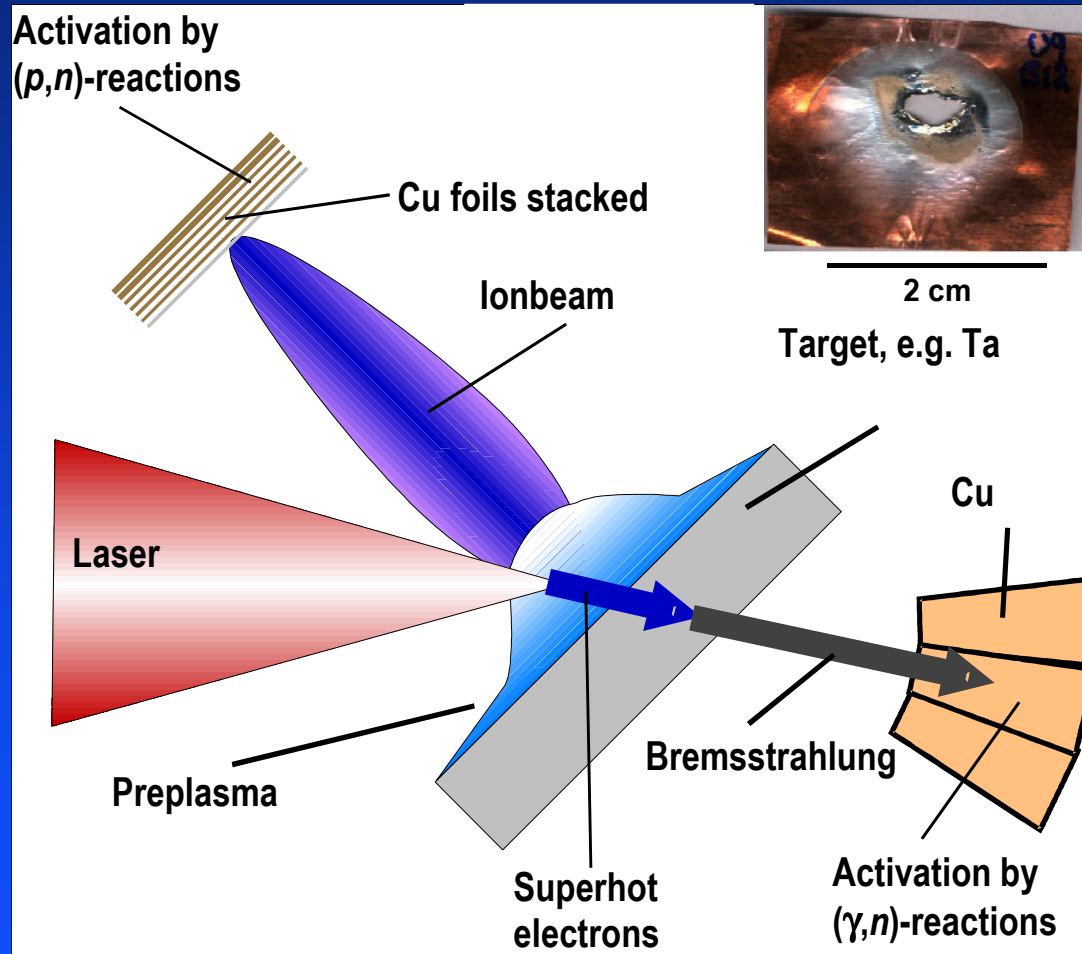 Activation by
(p,n)-reactions
Cu foils stacked
Ionbeam
2 cm
Target, e.g. Ta
Cu
Laser
Bremsstrahlung
Preplasma
Superhot
electrons
Activation by
(γ,n)-reactions